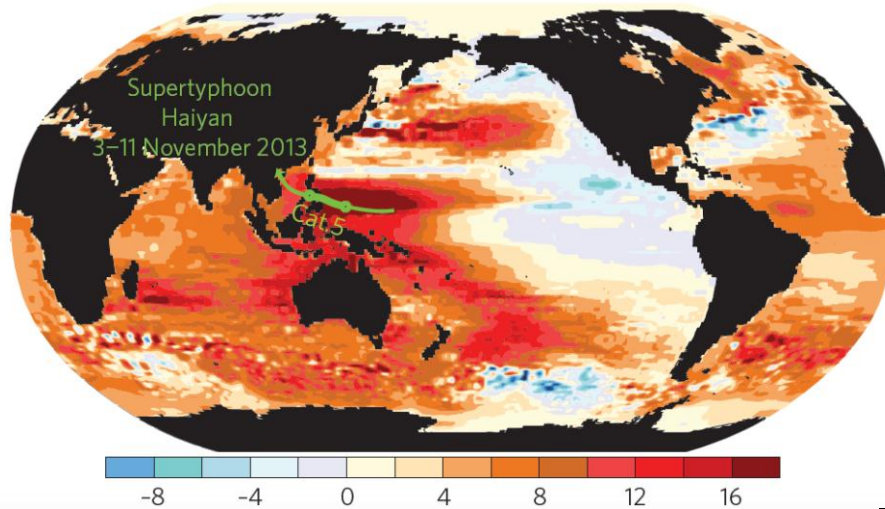 Supertyphoon
Haiyan
3–11 November 2013
Cat.5
-8 -4 0 4 8 12 16